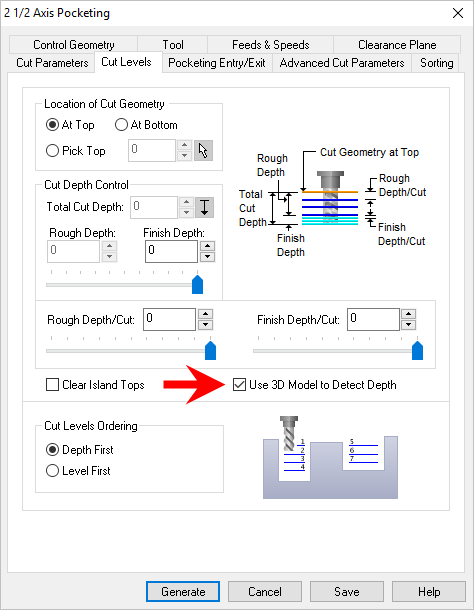 2 1/2 Axis Pocketing
Control Geometry Tool Feeds & Speeds Clearance Plane
Cut Parameters Cut Levels Pocketing Entry/Exit Advanced Cut Parameters Sorting
Location of Cut Geometry
At Top At Bottom
Pick Top 0
Cut Depth Control
Total Cut Depth: 0
Rough Depth: Finish Depth:
0 0
Cut Geometry at Top
Rough
Depth
Total
Cut
Depth
Finish
Depth
Rough
Depth/Cut
Finish
Depth/Cut
Rough Depth/Cut: 0 Finish Depth/Cut: 0
Clear Island Tops Use 3D Model to Detect Depth
Cut Levels Ordering
Depth First
Level First
1 5
2 6
3 7
4
Generate Cancel Save Help